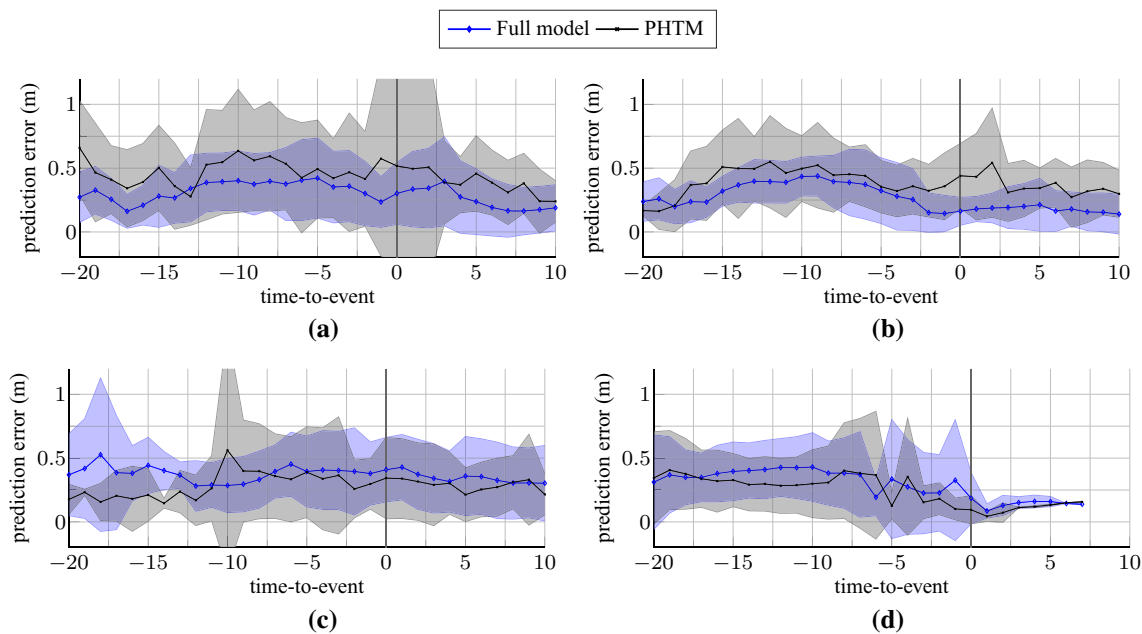 Full model PHTM
prediction error (m)
1
0.5
0
−20 −15 −10 −5 0 5 10
time-to-event
(a)
prediction error (m)
1
0.5
0
−20 −15 −10 −5 0 5 10
time-to-event
(b)
prediction error (m)
1
0.5
0
−20 −15 −10 −5 0 5 10
time-to-event
(c)
prediction error (m)
1
0.5
0
−20 −15 −10 −5 0 5 10
time-to-event
(d)